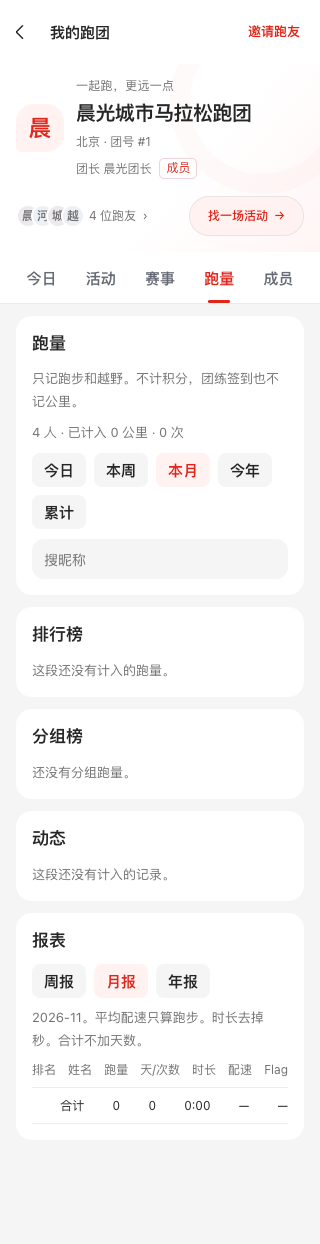 我的跑团
邀请跑友
一起跑，更远一点
晨
晨光城市马拉松跑团
北京 · 团号 #1
团长 晨光团长 成员
河 城 越 4 位跑友 ›
找一场活动 →
今日 活动 赛事 跑量 成员
跑量
只记跑步和越野。不计积分，团练签到也不
记公里。
4 人 · 已计入 0 公里 · 0 次
今日 本周 本月 今年
累计
搜昵称
排行榜
这段还没有计入的跑量。
分组榜
还没有分组跑量。
动态
这段还没有计入的记录。
报表
周报 月报 年报
2026-11。平均配速只算跑步。时长去掉
秒。合计不加天数。
排名 姓名 跑量 天/次数 时长 配速 Flag
合计 0 0 0:00 — —